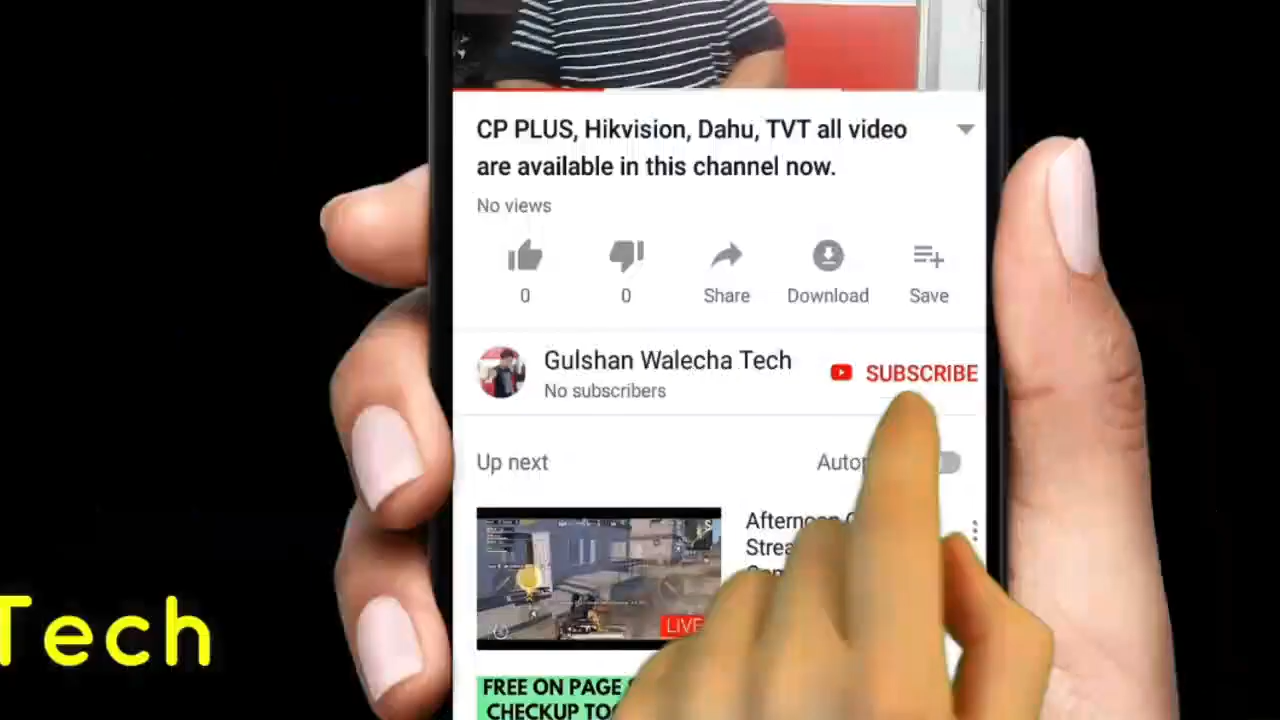 CP PLUS, Hikvision, Dahu, TVT all video
are available in this channel now.
No views
0
0
Share
Download
Save
Gulshan Walecha Tech
No subscribers
SUBSCRIBE
Up next
Tech
LIVE
FREE ON PAGE